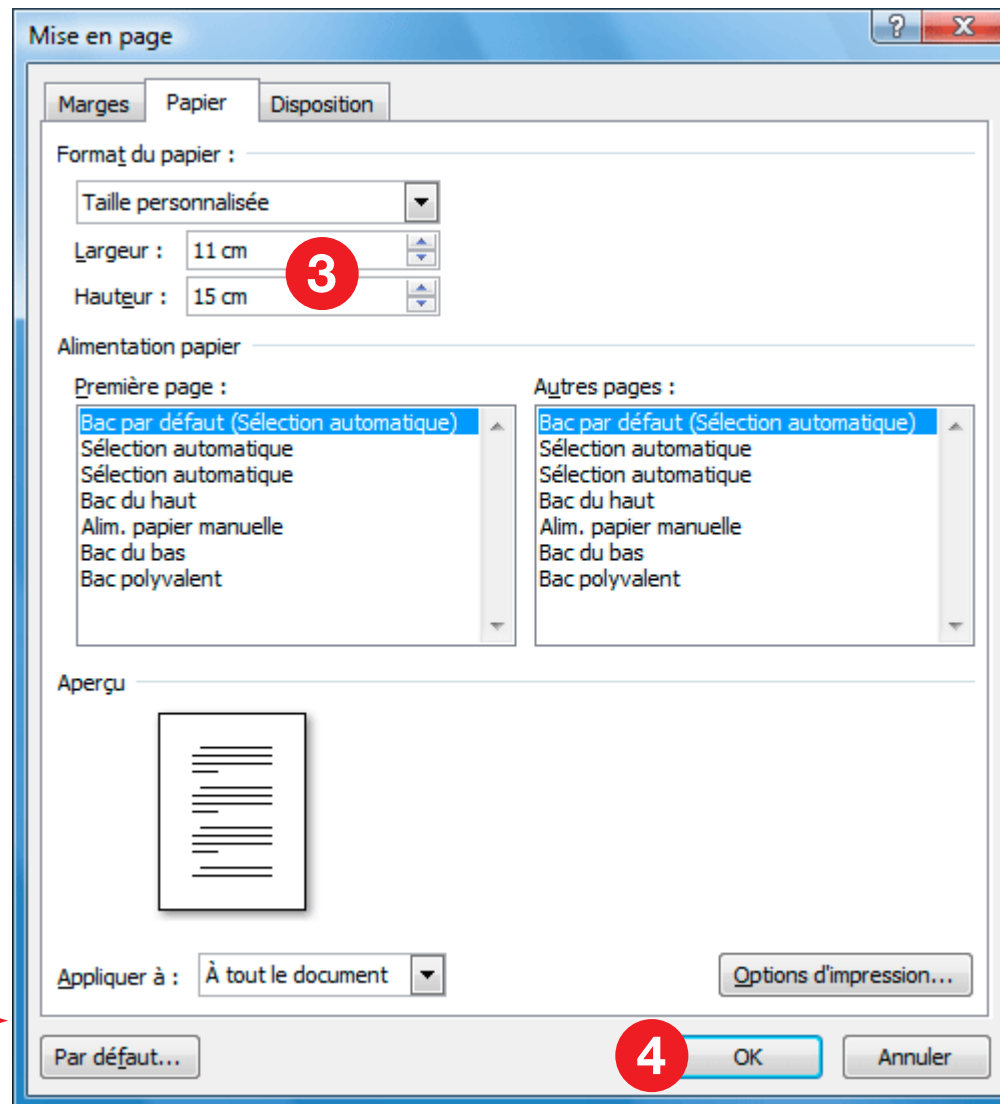 Mise en page
?
Marges Papier Disposition
Format du papier :
Taille personnalisée
Largeur : 11 cm
3
Hauteur : 15 cm
Alimentation papier
Première page : Autres pages :
Bac par défaut (Sélection automatique) Bac par défaut (Sélection automatique)
Sélection automatique Sélection automatique
Sélection automatique Sélection automatique
Bac du haut Bac du haut
Alim. papier manuelle Alim. papier manuelle
Bac du bas Bac du bas
Bac polyvalent Bac polyvalent
Aperçu
Appliquer à : À tout le document Options d'impression...
Par défaut... 4 OK Annuler